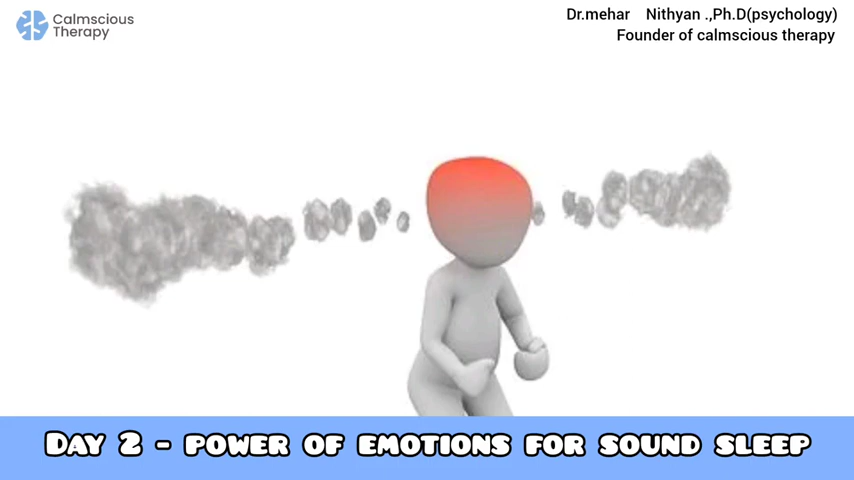 Calmscious
Therapy
Dr.mehar Nithyan .,Ph.D(psychology)
Founder of calmscious therapy
Day 2 - power of emotions for sound sleep